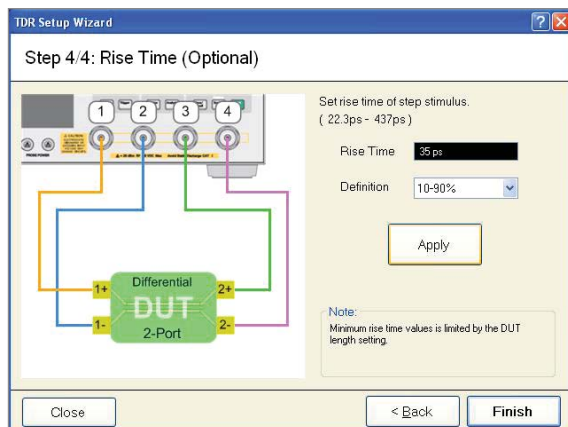 TDR Setup Wizard
Step 4/4: Rise Time (Optional)
1 2 3 4
Set rise time of step stimulus.
( 22.3ps - 437ps )
Rise Time 35 ps
Definition 10-90%
Apply
PROBE POWER
Differential
1+ DUT 2+
1- 2-Port 2-
Note:
Minimum rise time values is limited by the DUT
length setting.
Close < Back Finish